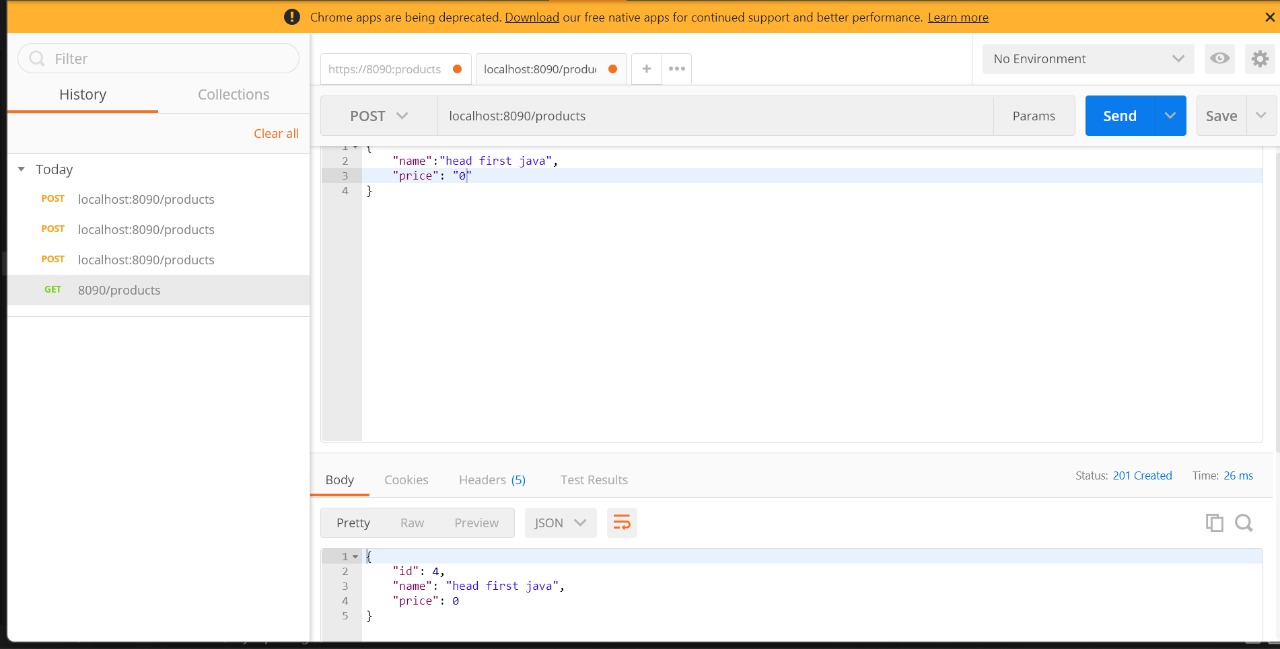 Chrome apps are being deprecated. Download our free native apps for continued support and better performance. Learn more
Filter
History Collections
Clear all
Today
POST localhost:8090/products
POST localhost:8090/products
POST localhost:8090/products
GET 8090/products
https://8090:products localhost:8090/produ
No Environment
POST localhost:8090/products Params Send Save
1 {
2 "name":"head first java",
3 "price": "0"
4 }
Body Cookies Headers (5) Test Results Status: 201 Created Time: 26 ms
Pretty Raw Preview JSON
1 {
2 "id": 4,
3 "name": "head first java",
4 "price": 0
5 }